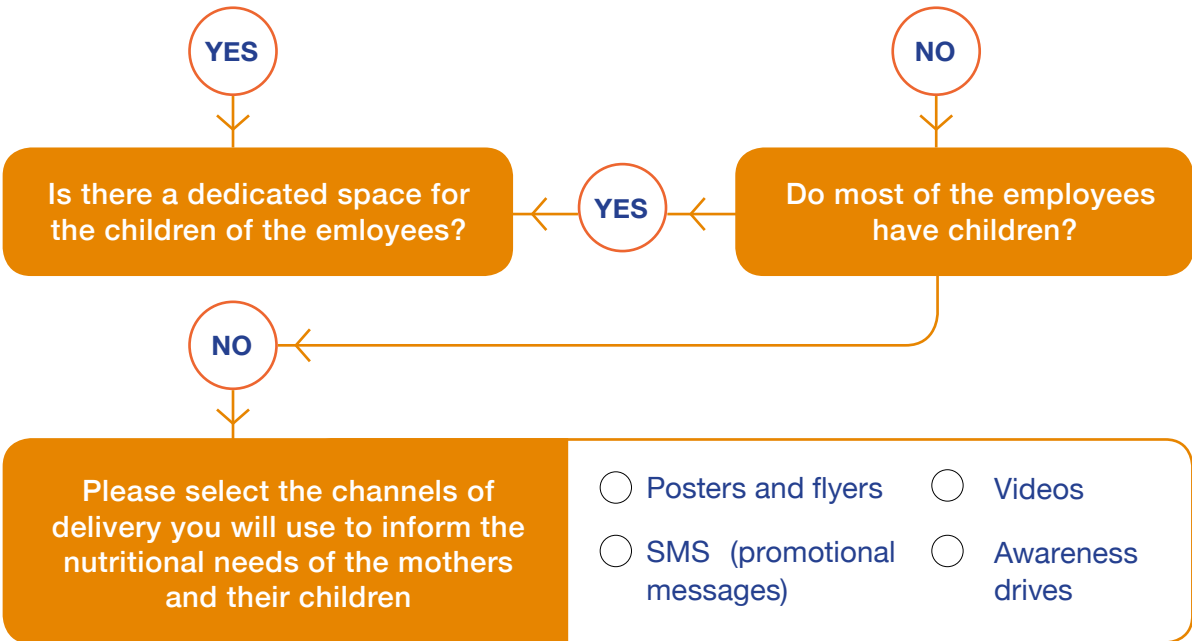 YES
NO
Is there a dedicated space for
the children of the emloyees?
YES
Do most of the employees
have children?
NO
Please select the channels of
delivery you will use to inform the
nutritional needs of the mothers
and their children
Posters and flyers
Videos
SMS (promotional
messages)
Awareness
drives